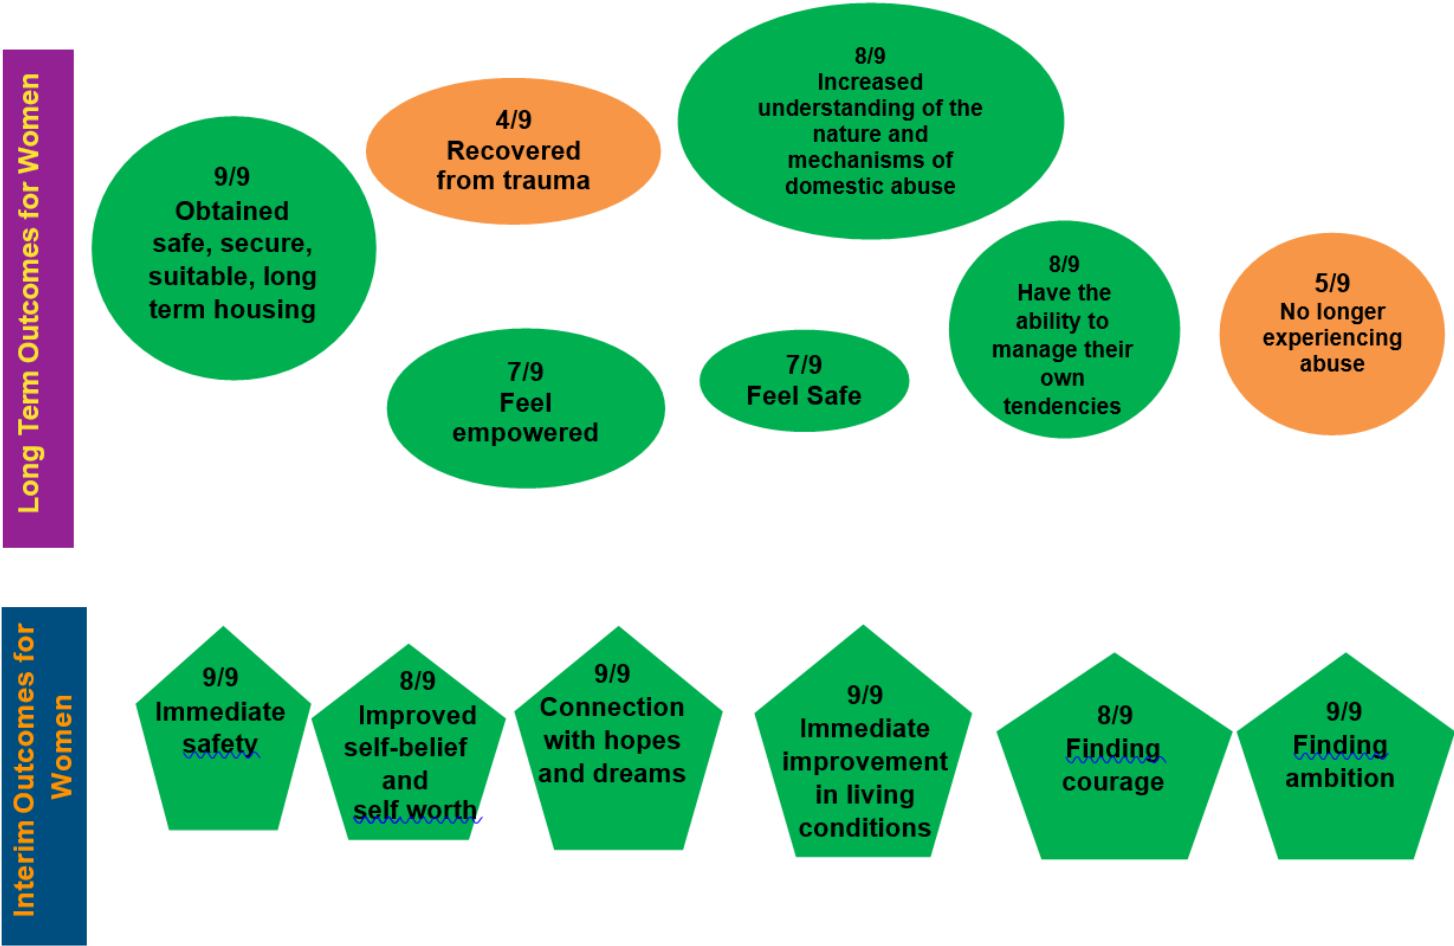 Long Term Outcomes for Women
9/9
Obtained
safe, secure,
suitable, long
term housing
4/9
Recovered
from trauma
8/9
Increased
understanding of the
nature and
mechanisms of
domestic abuse
7/9
Feel
empowered
7/9
Feel Safe
8/9
Have the
ability to
manage their
own
tendencies
5/9
No longer
experiencing
abuse
Interim Outcomes for
Women
9/9
Immediate
safety
8/9
Improved
self-belief
and
self worth
9/9
Connection
with hopes
and dreams
9/9
Immediate
improvement
in living
conditions
8/9
Finding
courage
9/9
Finding
ambition